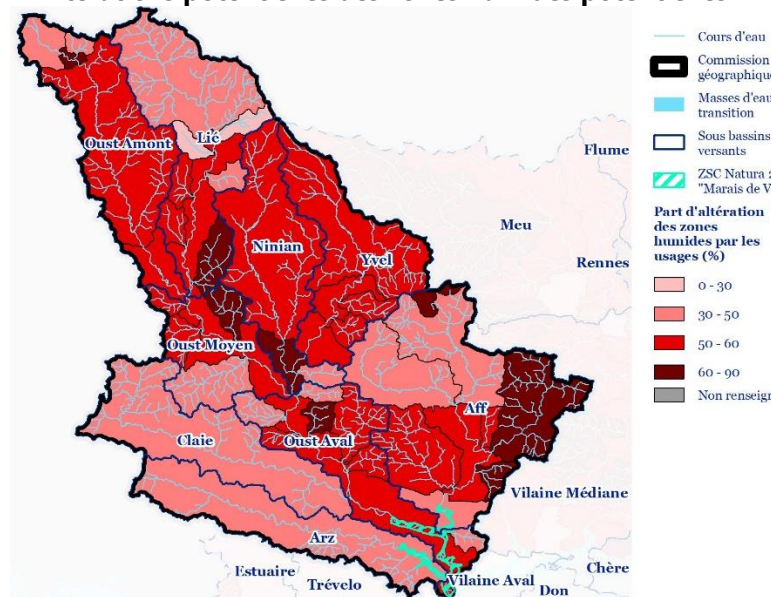 Cours d'eau
Commission
géographique
Masses d'eau
transition
Sous bassins
versants
ZSC Natura
"Marais de V
Part d'altération
des zones
humides par les
usages (%)
0 - 30
30 - 50
50 - 60
60 - 90
Non renseign
Oust Amont
Lié
Flume
Meu
Ninian
Yvel
Rennes
Oust Moyen
Aff
Claie
Oust Aval
Vilaine Médiane
Arz
Estuaire
Trévelo
Vilaine Aval
Chère
Don